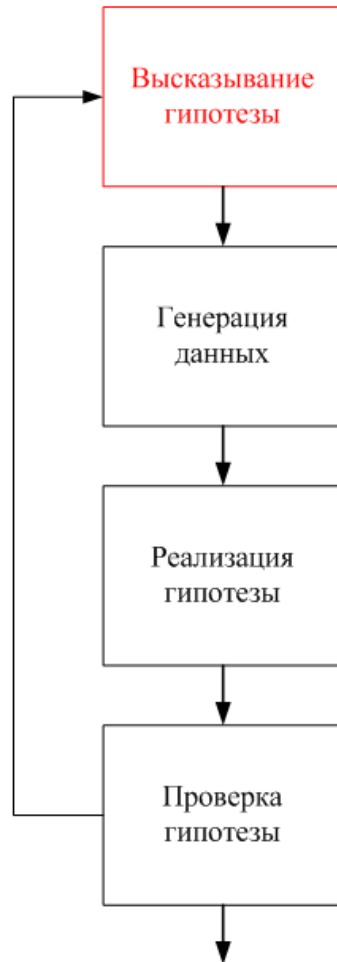 Высказывание
гипотезы
Генерация
данных
Реализация
гипотезы
Проверка
гипотезы